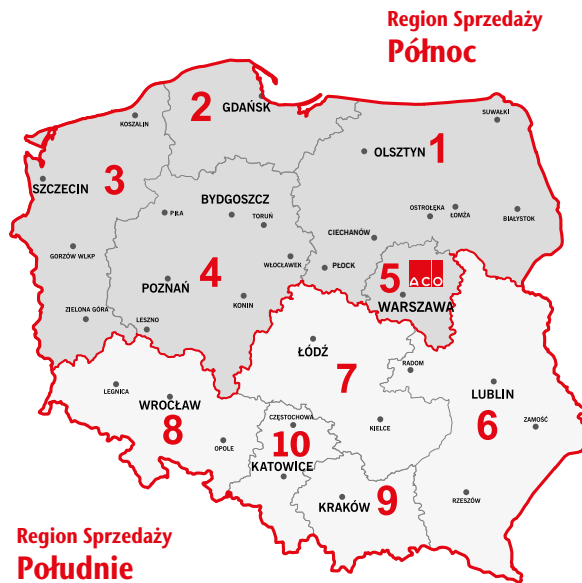 Region Sprzedaży
Północ
2
GDAŃSK
KOSZALIN
SUWAŁKI
OLSZTYN
1
SZCZECIN
3
PIŁA
BYDGOSZCZ
TORUŃ
OSTROŁĘKA
ŁOMŻA
BIAŁYSTOK
CIECHANÓW
GORZÓW WLKP
POZNAŃ
4
WŁOCŁAWEK
PŁOCK
5
ACO
WARSZAWA
KONIN
ZIELONA GÓRA
LESZNO
ŁÓDŹ
7
RADOM
LUBLIN
6
ZAMOŚĆ
LEGNICA
WROCŁAW
8
OPOLE
CZĘSTOCHOWA
10
KATOWICE
KIELCE
KRAKÓW
9
RZESZÓW
Region Sprzedaży
Południe